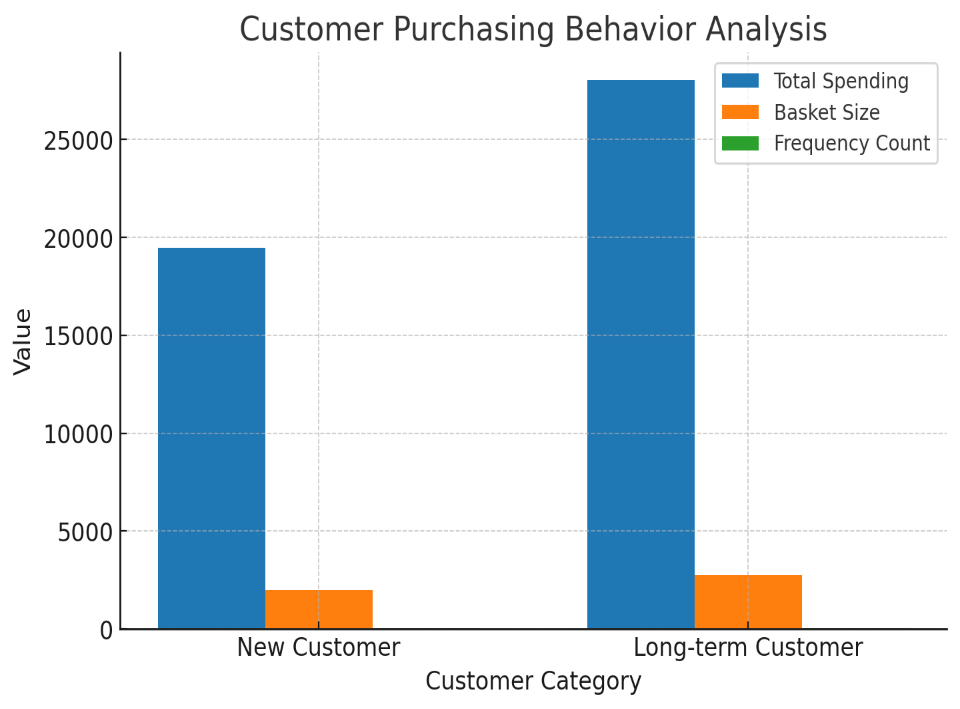 Customer Purchasing Behavior Analysis
Total Spending
Basket Size
Frequency Count
25000
20000
15000
10000
5000
0
Value
New Customer
Long-term Customer
Customer Category